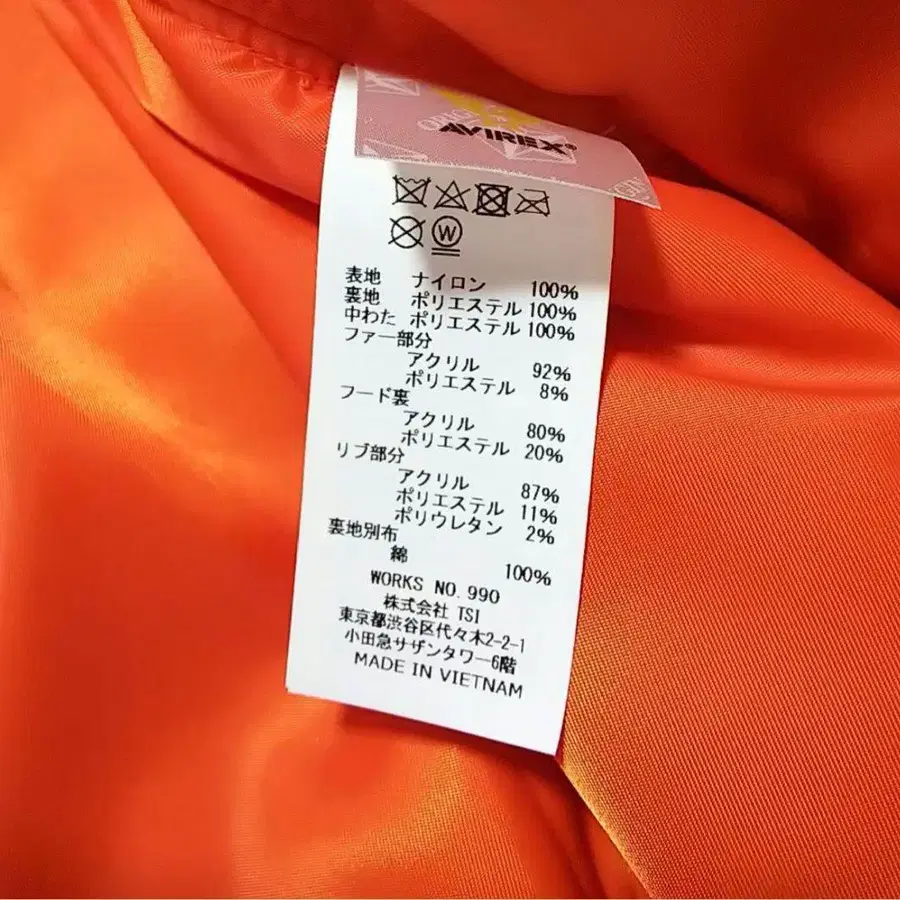 AVIREX®
W
表地 ナイロン 100%
裏地 ポリエステル 100%
中わた ポリエステル 100%
ファー部分
アクリル 92%
ポリエステル 8%
フード裏
アクリル 80%
ポリエステル 20%
リブ部分
アクリル 87%
ポリエステル 11%
ポリウレタン 2%
裏地別布
綿 100%
WORKS NO. 990
株式会社 TSI
東京都渋谷区代々木2-2-1
小田急サザンタワー6階
MADE IN VIETNAM